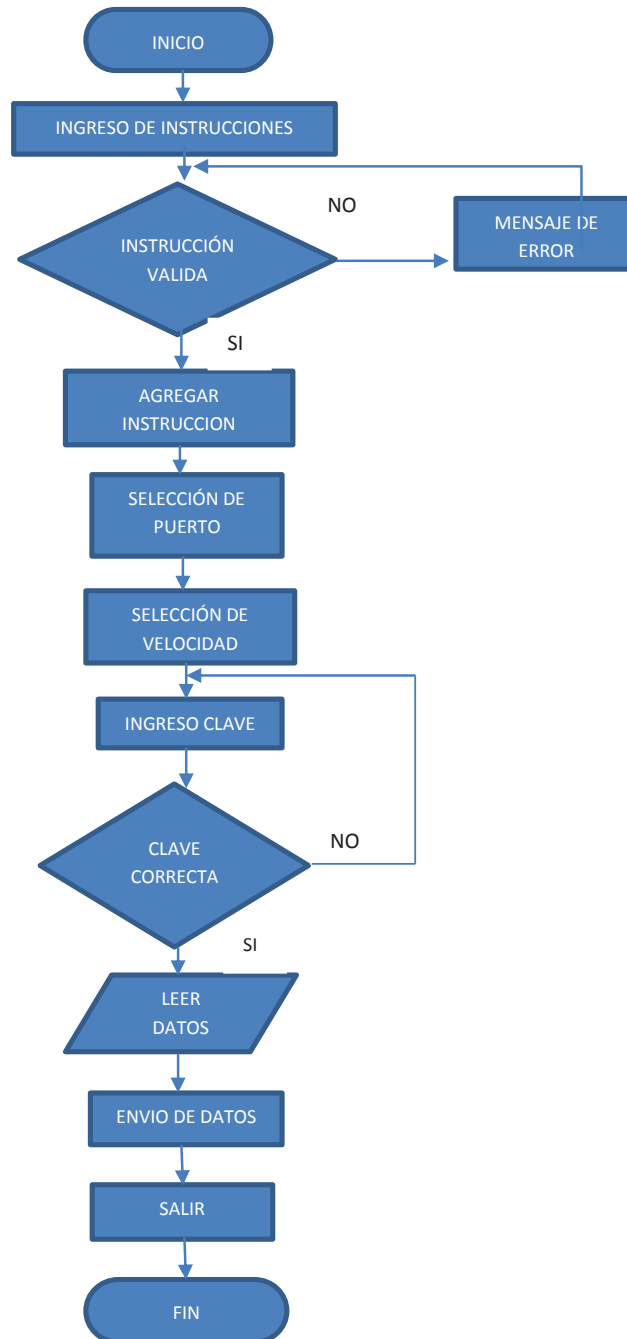 INICIO
INGRESO DE INSTRUCCIONES
NO
MENSAJE DE
ERROR
INSTRUCCIÓN
VALIDA
SI
AGREGAR
INSTRUCCION
SELECCIÓN DE
PUERTO
SELECCIÓN DE
VELOCIDAD
INGRESO CLAVE
CLAVE
CORRECTA
NO
SI
LEER
DATOS
ENVIO DE DATOS
SALIR
FIN